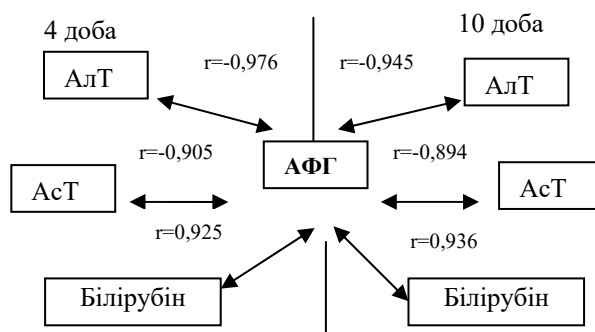 4 доба
10 доба
r=-0,976
r=-0,945
АлТ
АлТ
r=-0,905
АФГ
r=-0,894
АсТ
АсТ
r=0,925
r=0,936
Білірубін
Білірубін